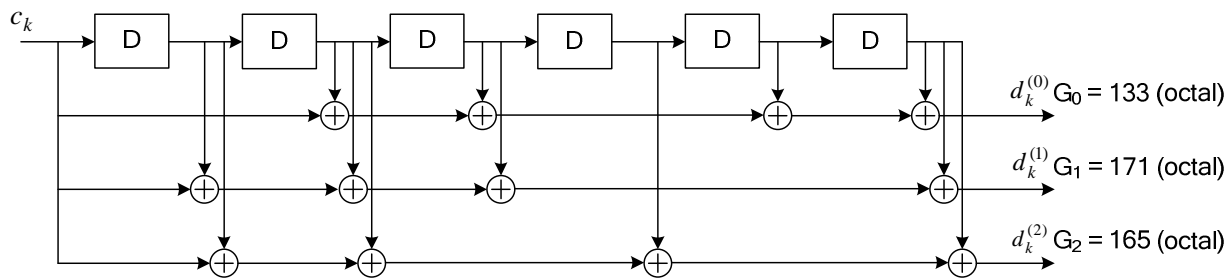 c_k
D D D D D D
d_k^{(0)} G₀ = 133 (octal)
d_k^{(1)} G₁ = 171 (octal)
d_k^{(2)} G₂ = 165 (octal)